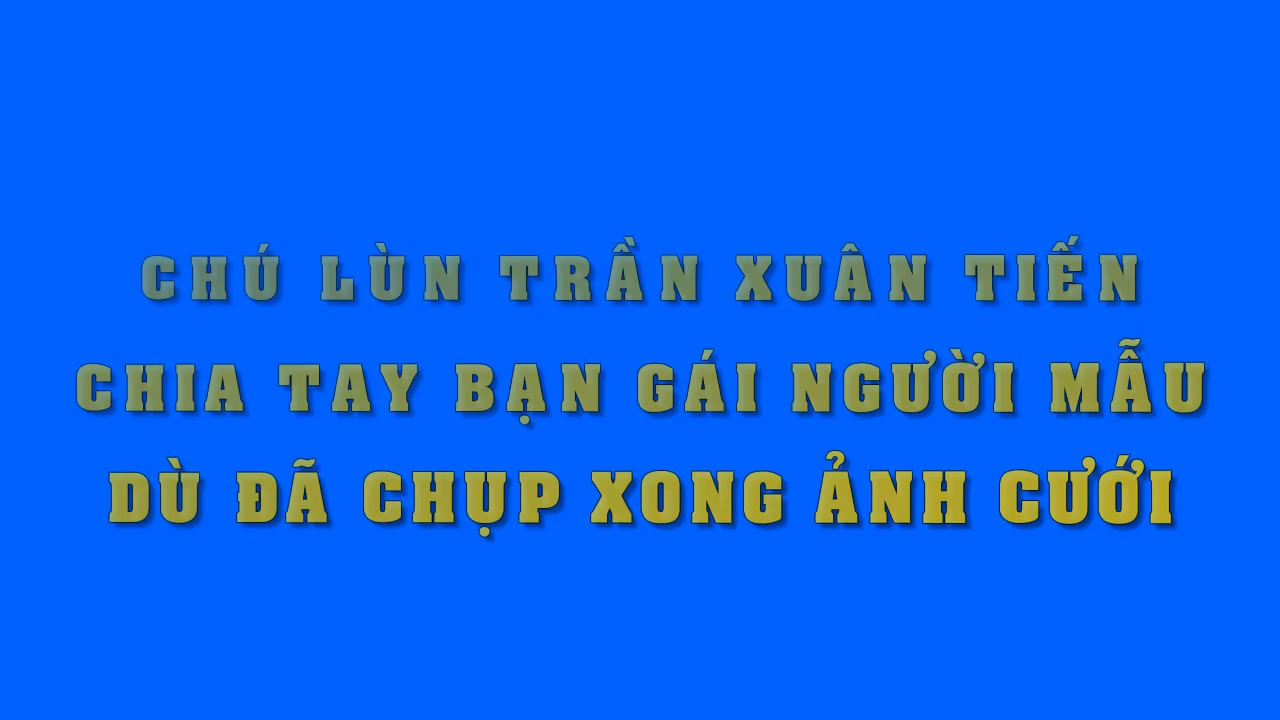 CHÚ LÙN TRẦN XUÂN TIẾN
CHIA TAY BẠN GÁI NGƯỜI MẪU
DÙ ĐÃ CHỤP XONG ẢNH CƯỚI